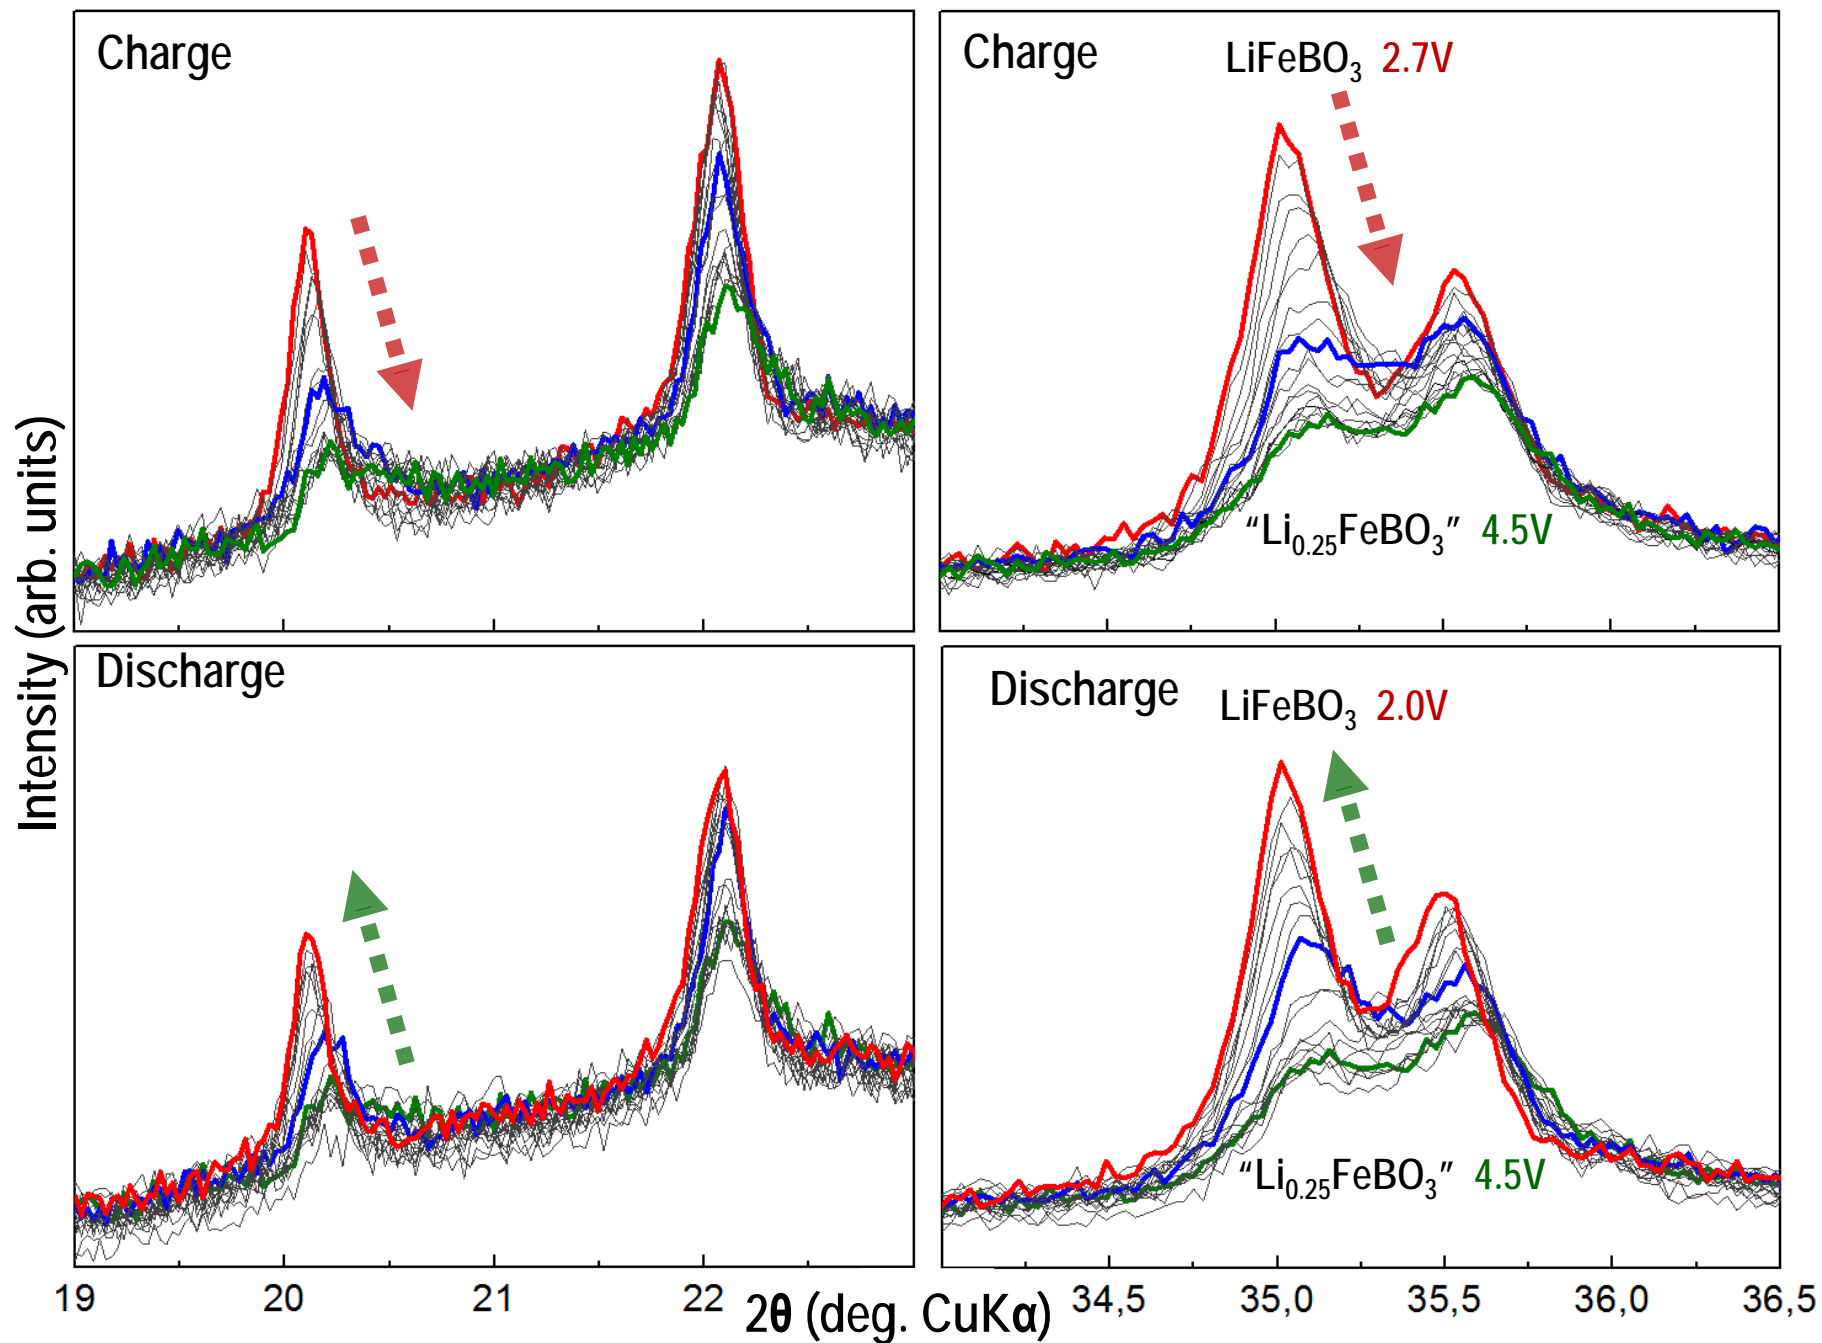 Charge
Charge
LiFeBO₃ 2.7V
“Li₀.₂₅FeBO₃” 4.5V
Intensity (arb. units)
Discharge
Discharge
LiFeBO₃ 2.0V
“Li₀.₂₅FeBO₃” 4.5V
19 20 21 22 34,5 35,0 35,5 36,0 36,5
2θ (deg. CuKα)